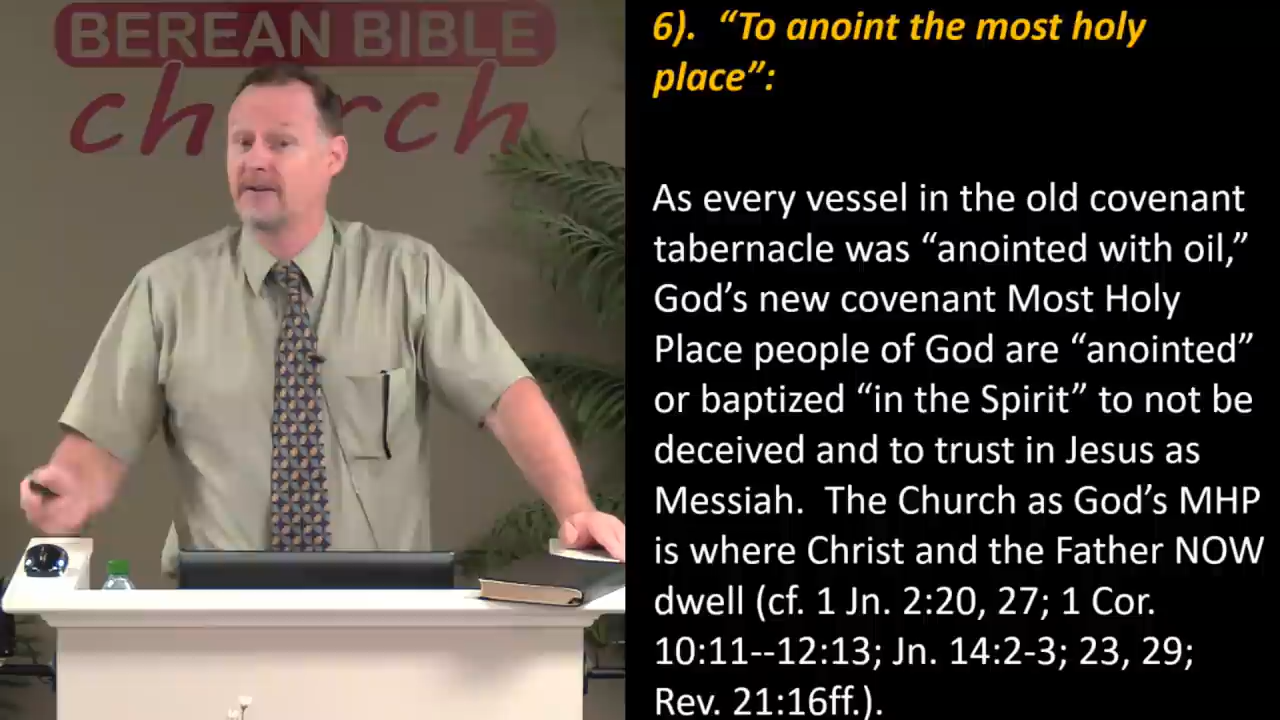 BEREAN BIBLE
church
6). “To anoint the most holy
place”:
As every vessel in the old covenant
tabernacle was “anointed with oil,”
God’s new covenant Most Holy
Place people of God are “anointed”
or baptized “in the Spirit” to not be
deceived and to trust in Jesus as
Messiah. The Church as God’s MHP
is where Christ and the Father NOW
dwell (cf. 1 Jn. 2:20, 27; 1 Cor.
10:11--12:13; Jn. 14:2-3; 23, 29;
Rev. 21:16ff.).